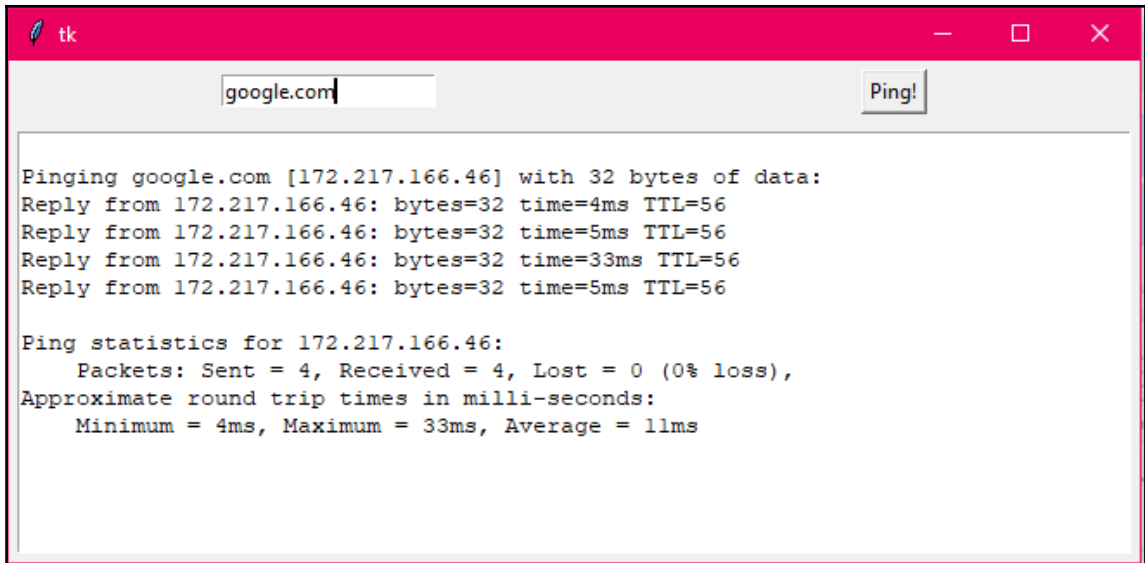 tk
google.com Ping!
Pinging google.com [172.217.166.46] with 32 bytes of data:
Reply from 172.217.166.46: bytes=32 time=4ms TTL=56
Reply from 172.217.166.46: bytes=32 time=5ms TTL=56
Reply from 172.217.166.46: bytes=32 time=33ms TTL=56
Reply from 172.217.166.46: bytes=32 time=5ms TTL=56
Ping statistics for 172.217.166.46:
    Packets: Sent = 4, Received = 4, Lost = 0 (0% loss),
Approximate round trip times in milli-seconds:
    Minimum = 4ms, Maximum = 33ms, Average = 11ms